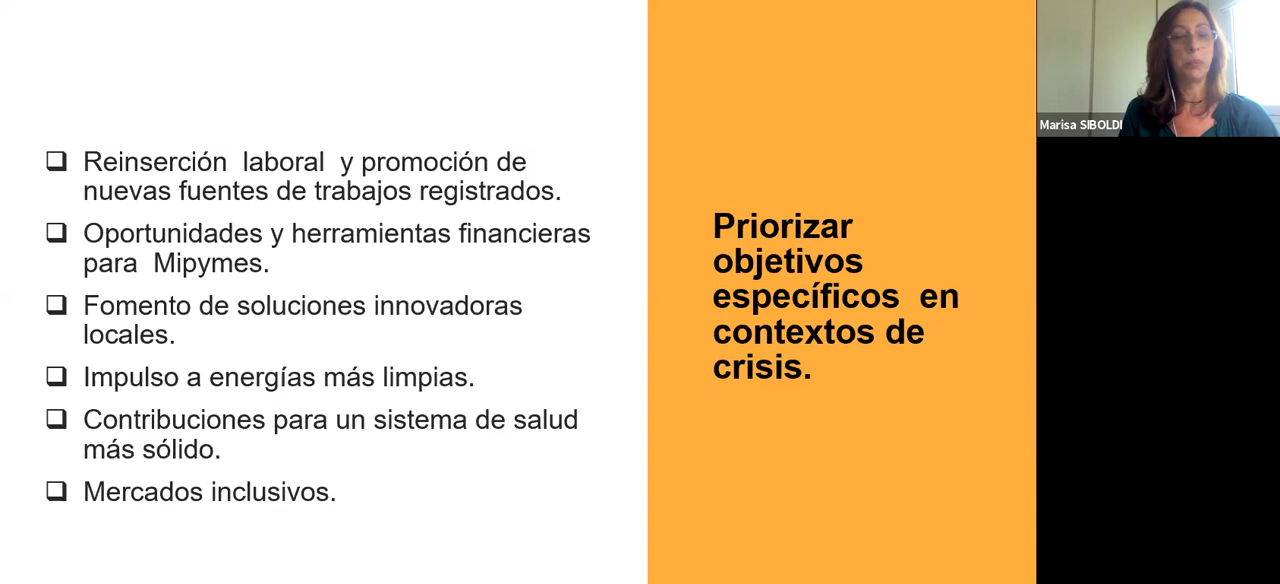 Reinserción laboral y promoción de
nuevas fuentes de trabajos registrados.
Oportunidades y herramientas financieras
para Mipymes.
Fomento de soluciones innovadoras
locales.
Impulso a energías más limpias.
Contribuciones para un sistema de salud
más sólido.
Mercados inclusivos.
Priorizar
objetivos
específicos en
contextos de
crisis.
Marisa SIBOLDI